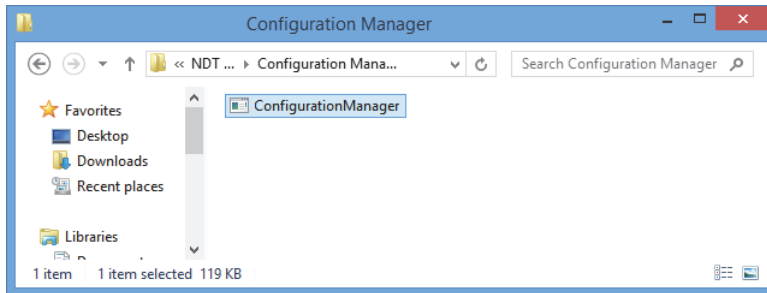 Configuration Manager
« NDT ... ▸ Configuration Mana...
Search Configuration Manager
Favorites
Desktop
Downloads
Recent places
Libraries
ConfigurationManager
1 item 1 item selected 119 KB